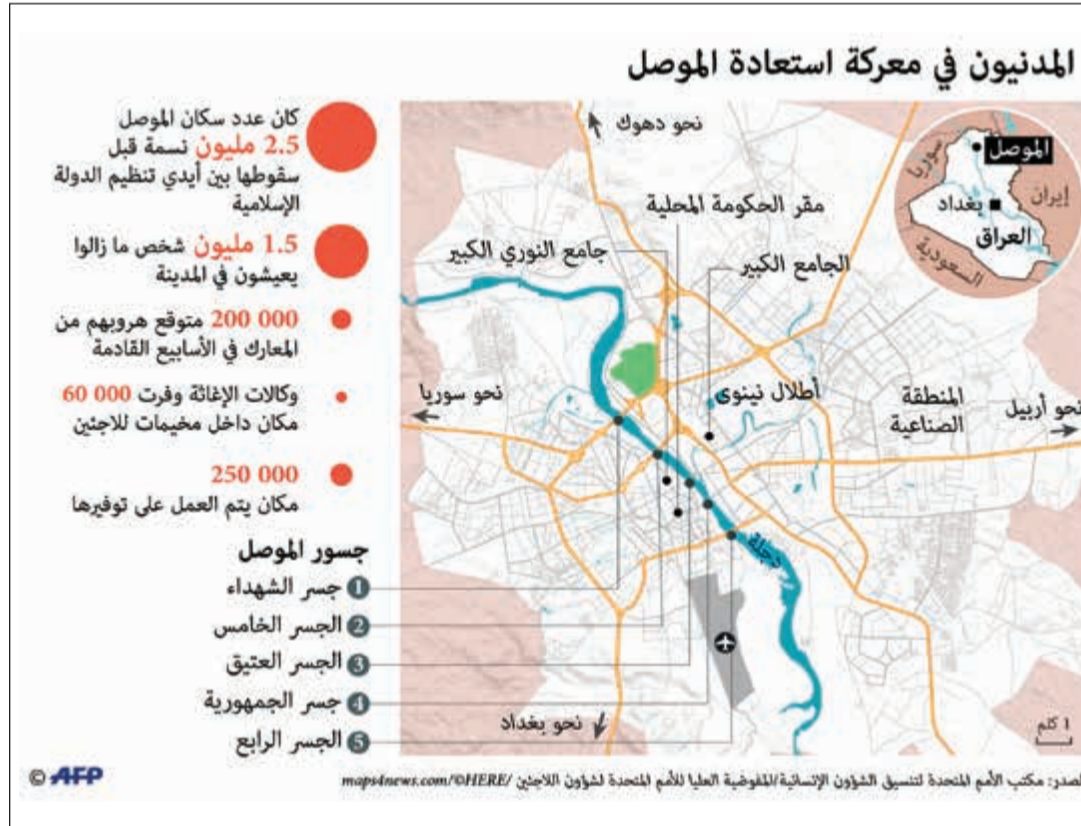 المدنيون في معركة استعادة الموصل
كان عدد سكان الموصل
2.5 مليون نسمة قبل
سقوطها بين أيدي تنظيم الدولة
الإسلامية
1.5 مليون شخص ما زالوا
يعيشون في المدينة
200 000 متوقع هروبهم من
المعارك في الأسابيع القادمة
وكالات الإغاثة وفرت 60 000
مكان داخل مخيمات للاجئين
250 000
مكان يتم العمل على توفيرها
جسور الموصل
1 جسر الشهداء
2 الجسر الخامس
3 الجسر العتيق
4 جسر الجمهورية
5 الجسر الرابع
نحو دهوك
مقر الحكومة المحلية
جامع النوري الكبير
الجامع الكبير
أطلال نينوى
المنطقة
الصناعية
نحو أربيل
نحو سوريا
دجلة
نحو بغداد
1 كلم
الموصل
سوريا
إيران
بغداد
العراق
السعودية
© AFP
لصدر: مكتب الأمم المتحدة لتنسيق الشؤون الإنسانية/المفوضية العليا للأمم المتحدة لشؤون اللاجئين /maps4news.com/©HERE